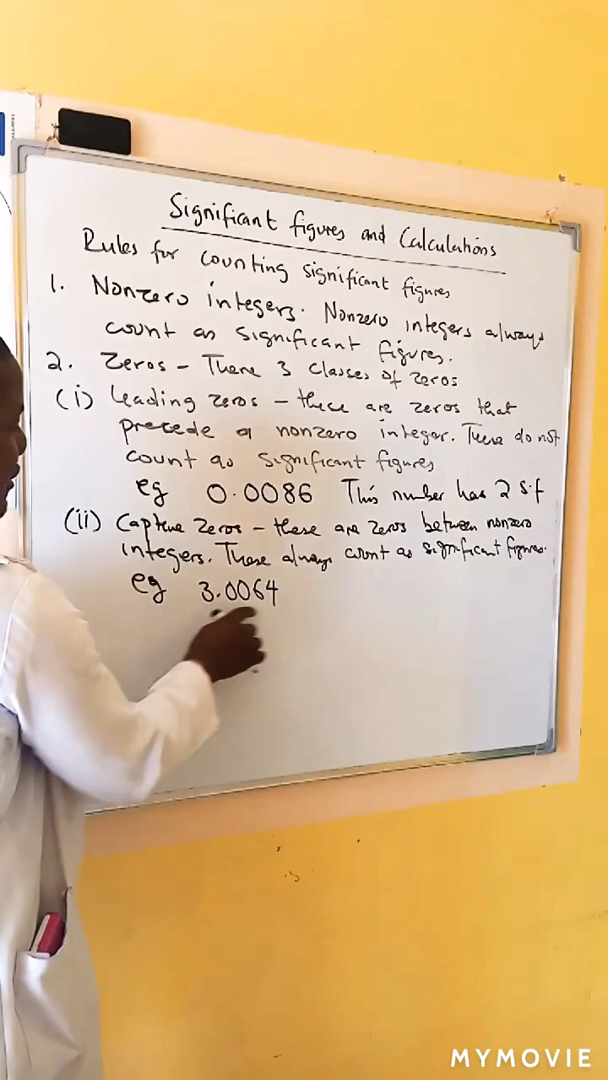 Significant figures and Calculations
Rules for counting significant figures
1. Nonzero integers. Nonzero integers always
count as significant figures.
2. Zeros - There 3 classes of zeros
(i) Leading zeros - these are zeros that
precede a nonzero integer. These do not
count as significant figures
eg 0.0086 This number has 2 s.f
(ii) Captive zeros - these are zeros between nonzero
integers. These always count as significant figures.
eg 3.0064
MYMOVIE